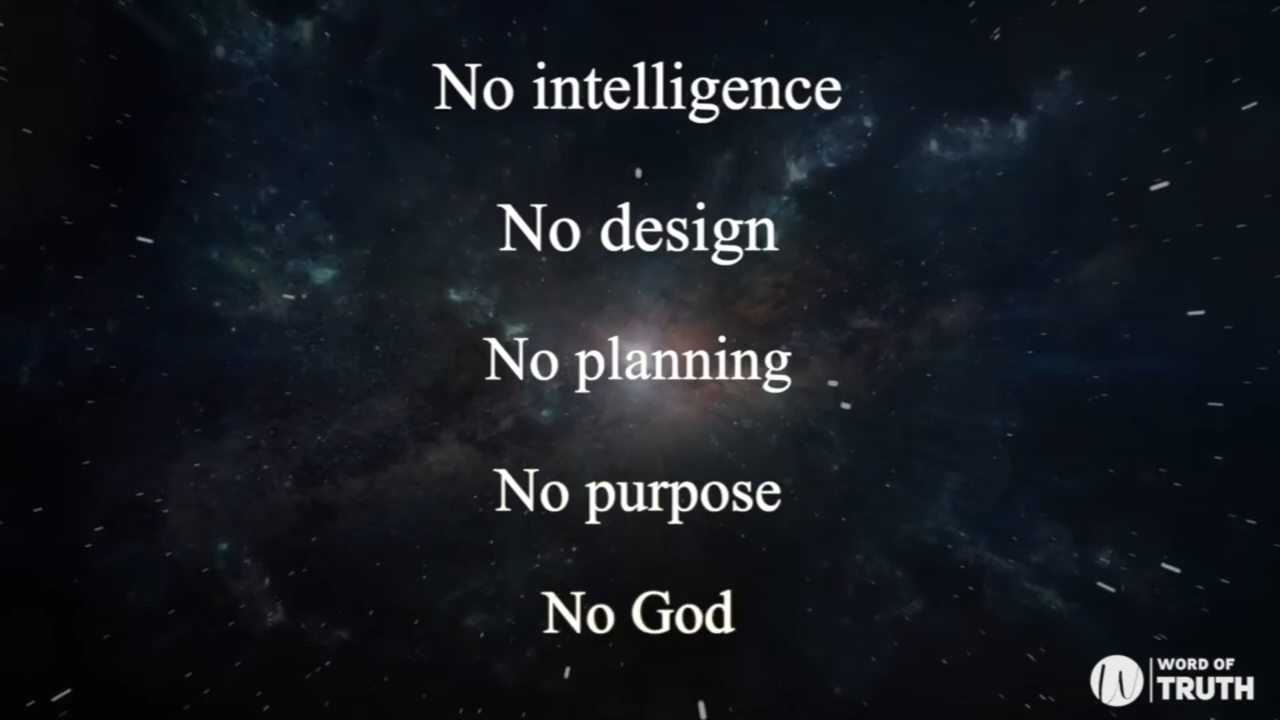 No intelligence
No design
No planning
No purpose
No God
WORD OF
TRUTH